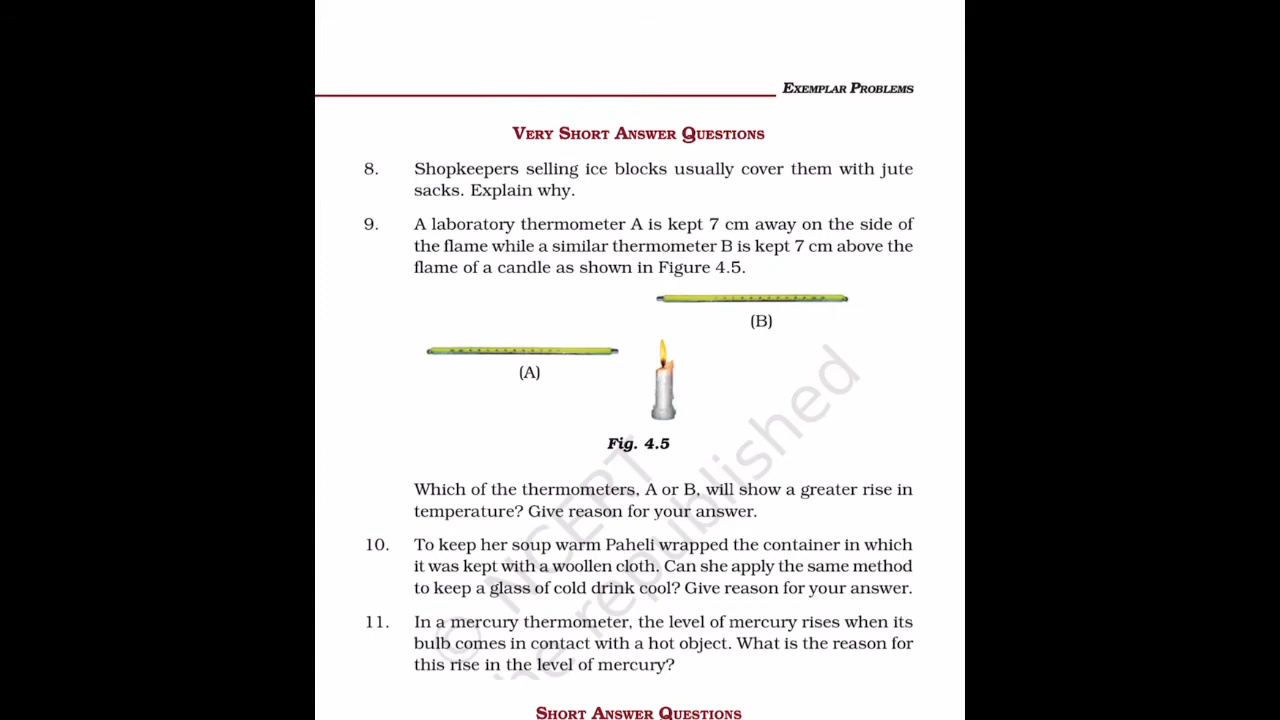 EXEMPLAR PROBLEMS
VERY SHORT ANSWER QUESTIONS
8. Shopkeepers selling ice blocks usually cover them with jute
sacks. Explain why.
9. A laboratory thermometer A is kept 7 cm away on the side of
the flame while a similar thermometer B is kept 7 cm above the
flame of a candle as shown in Figure 4.5.
(B)
(A)
Fig. 4.5
Which of the thermometers, A or B, will show a greater rise in
temperature? Give reason for your answer.
10. To keep her soup warm Paheli wrapped the container in which
it was kept with a woollen cloth. Can she apply the same method
to keep a glass of cold drink cool? Give reason for your answer.
11. In a mercury thermometer, the level of mercury rises when its
bulb comes in contact with a hot object. What is the reason for
this rise in the level of mercury?
© NCERT
be republished
SHORT ANSWER QUESTIONS